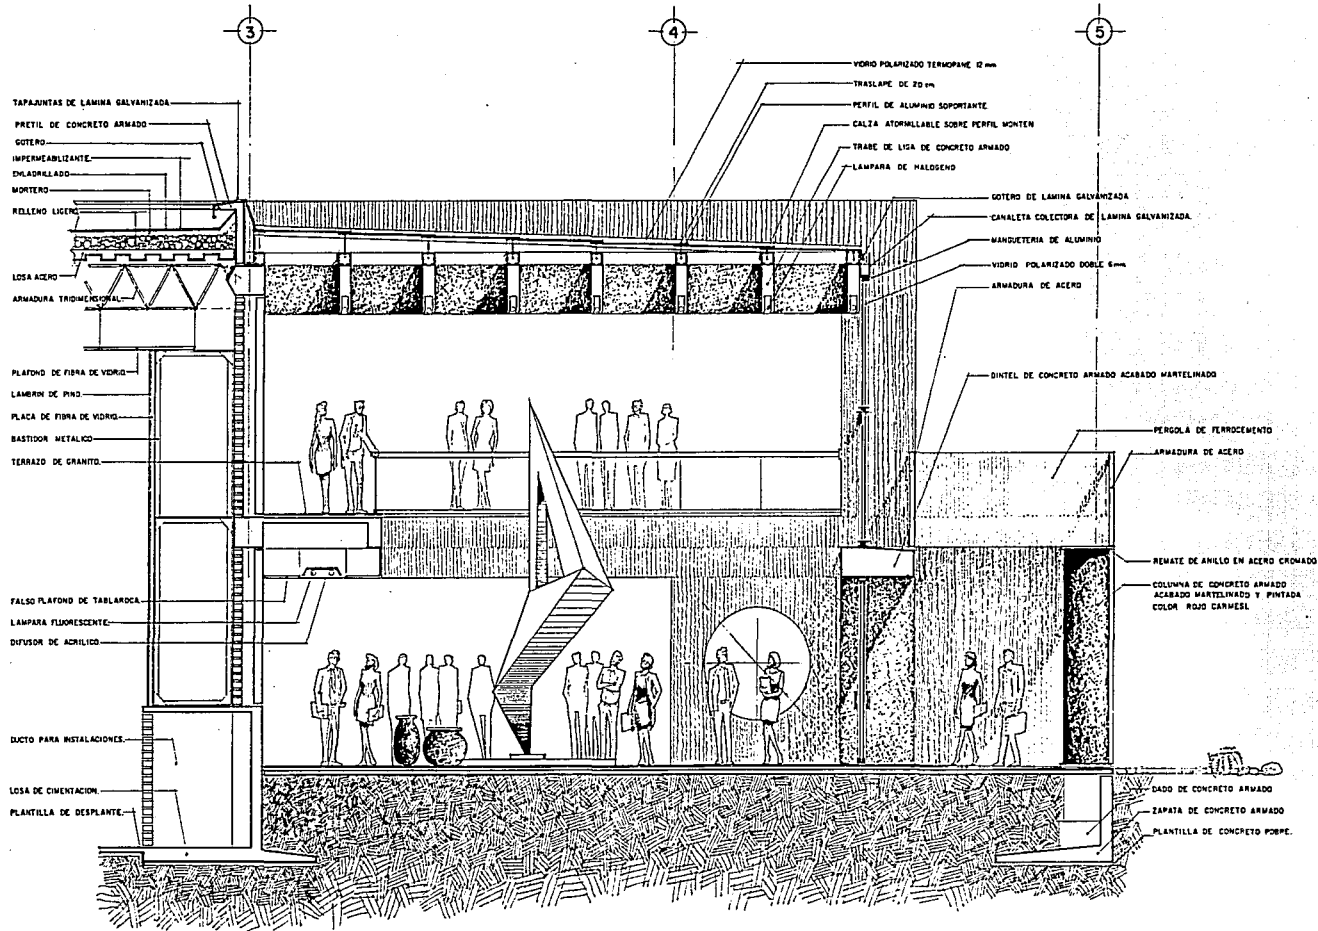 3
4
5
TAPAJUNTAS DE LAMINA GALVANIZADA
PRETIL DE CONCRETO ARMADO
GOTERO
IMPERMEABILIZANTE
ENLADRILLADO
MORTERO
RELLENO LIGERO
LOSA ACERO
ARMADURA TRIDIMENSIONAL
PLAFOND DE FIBRA DE VIDRIO.
LAMBRIN DE PINO.
PLACA DE FIBRA DE VIDRIO.
BASTIDOR METALICO
TERRAZO DE GRANITO.
FALSO PLAFOND DE TABLAROCA.
LAMPARA FLUORESCENTE.
DIFUSOR DE ACRILICO.
DUCTO PARA INSTALACIONES.
LOSA DE CIMENTACION.
PLANTILLA DE DESPLANTE.
VIDRIO POLARIZADO TERMOPANE 12 mm
TRASLAPE DE 20 cm
PERFIL DE ALUMINIO SOPORTANTE
CALZA ATORNILLABLE SOBRE PERFIL MONTEN
TRABE DE LIGA DE CONCRETO ARMADO
LAMPARA DE HALOGENO
GOTERO DE LAMINA GALVANIZADA
CANALETA COLECTORA DE LAMINA GALVANIZADA.
MANGUETERIA DE ALUMINIO
VIDRIO POLARIZADO DOBLE 6 mm
ARMADURA DE ACERO
DINTEL DE CONCRETO ARMADO ACABADO MARTELINADO
PERGOLA DE FERROCEMENTO
ARMADURA DE ACERO
REMATE DE ANILLO EN ACERO CROMADO
COLUMNA DE CONCRETO ARMADO
ACABADO MARTELINADO Y PINTADA
COLOR ROJO CARMESI.
DADO DE CONCRETO ARMADO
ZAPATA DE CONCRETO ARMADO
PLANTILLA DE CONCRETO POBRE.